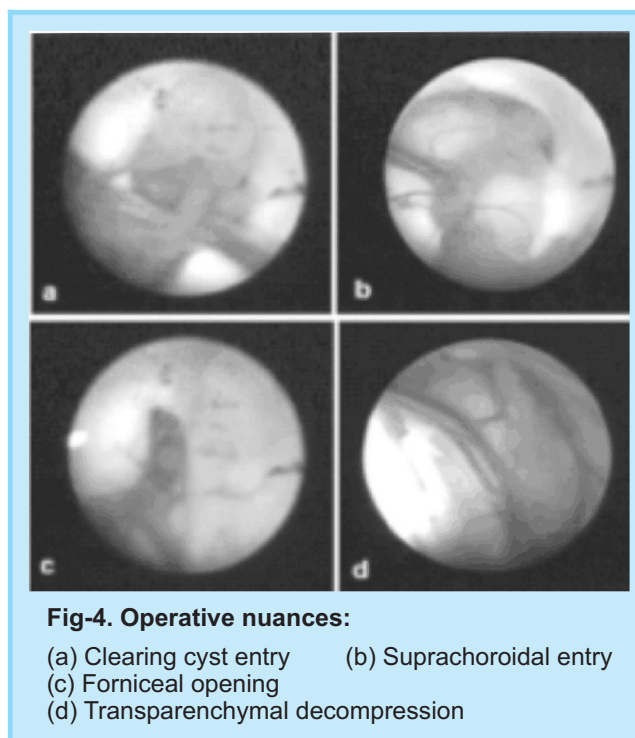 a
b
c
d
Fig-4. Operative nuances:
(a) Clearing cyst entry (b) Suprachoroidal entry
(c) Forniceal opening
(d) Transparenchymal decompression